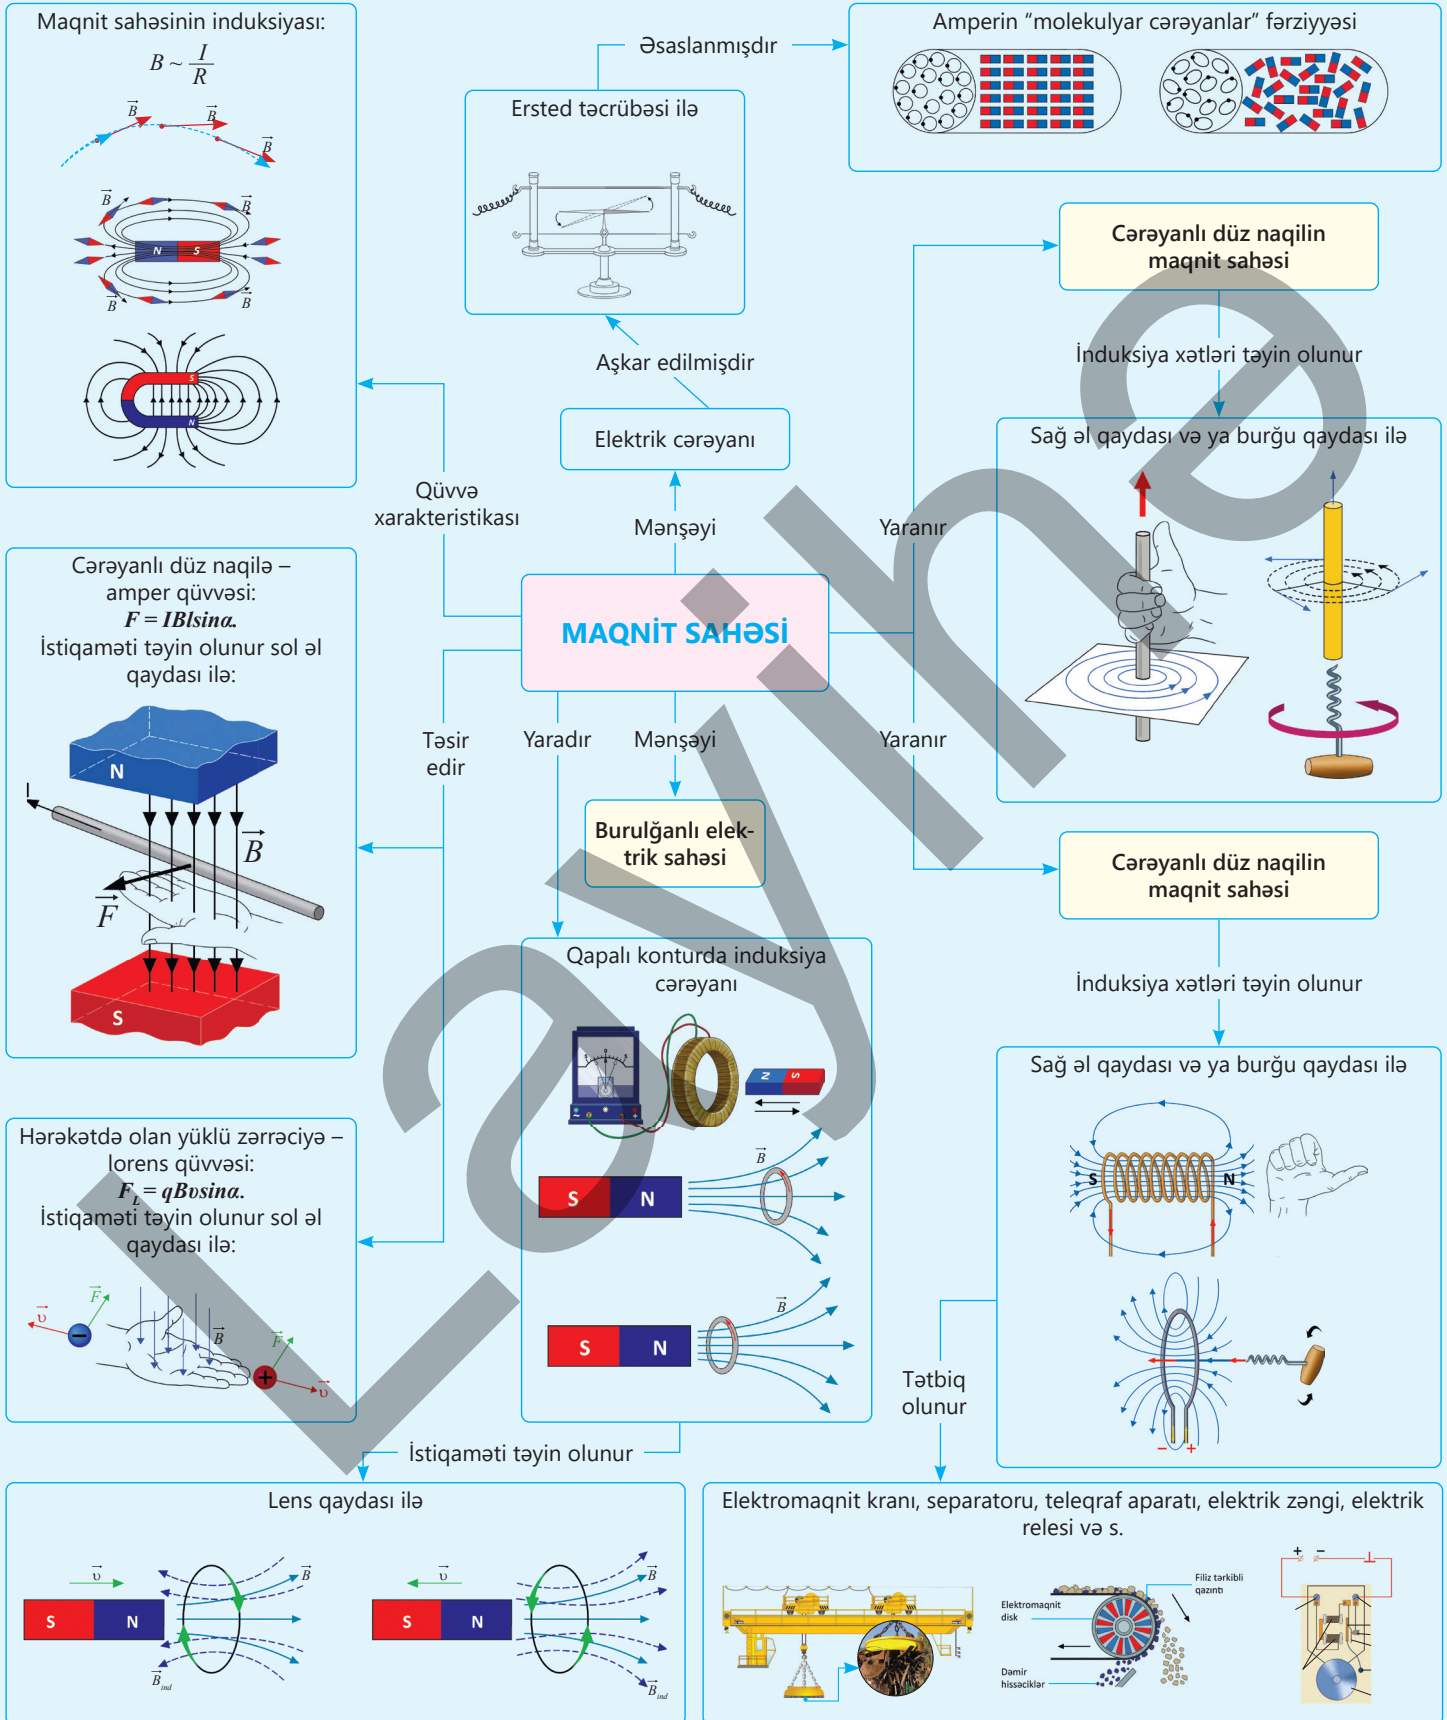 Maqnit sahəsinin induksiyası:
B ~ I/R
B
B
B
B
B
N S
B
B
S
N
Əsaslanmışdır
Amperin “molekulyar cərəyanlar” fərziyyəsi
Ersted təcrübəsi ilə
Aşkar edilmişdir
Elektrik cərəyanı
Qüvvə
xarakteristikası
Mənşəyi
Yaranır
Cərəyanlı düz naqilin
maqnit sahəsi
İnduksiya xətləri təyin olunur
Sağ əl qaydası və ya burğu qaydası ilə
MAQNİT SAHƏSİ
Cərəyanlı düz naqilə –
amper qüvvəsi:
F = IBlsinα.
İstiqaməti təyin olunur sol əl
qaydası ilə:
N
I
B
F
S
Təsir
edir
Yaradır
Mənşəyi
Yaranır
Burulğanlı elek-
trik sahəsi
Cərəyanlı düz naqilin
maqnit sahəsi
İnduksiya xətləri təyin olunur
Sağ əl qaydası və ya burğu qaydası ilə
S
N
− +
Qapalı konturda induksiya
cərəyanı
N S
B
S N
B
S N
Hərəkətdə olan yüklü zərrəciyə –
lorens qüvvəsi:
F_L = qBυsinα.
İstiqaməti təyin olunur sol əl
qaydası ilə:
υ
F
−
B
F
+
υ
Tətbiq
olunur
İstiqaməti təyin olunur
Lens qaydası ilə
υ
S N
B
B_ind
υ
S N
B
B_ind
Elektromaqnit kranı, separatoru, teleqraf aparatı, elektrik zəngi, elektrik
relesi və s.
Elektromaqnit
disk
Filiz tərkibli
qazıntı
Dəmir
hissəciklər
+ −
Layihə